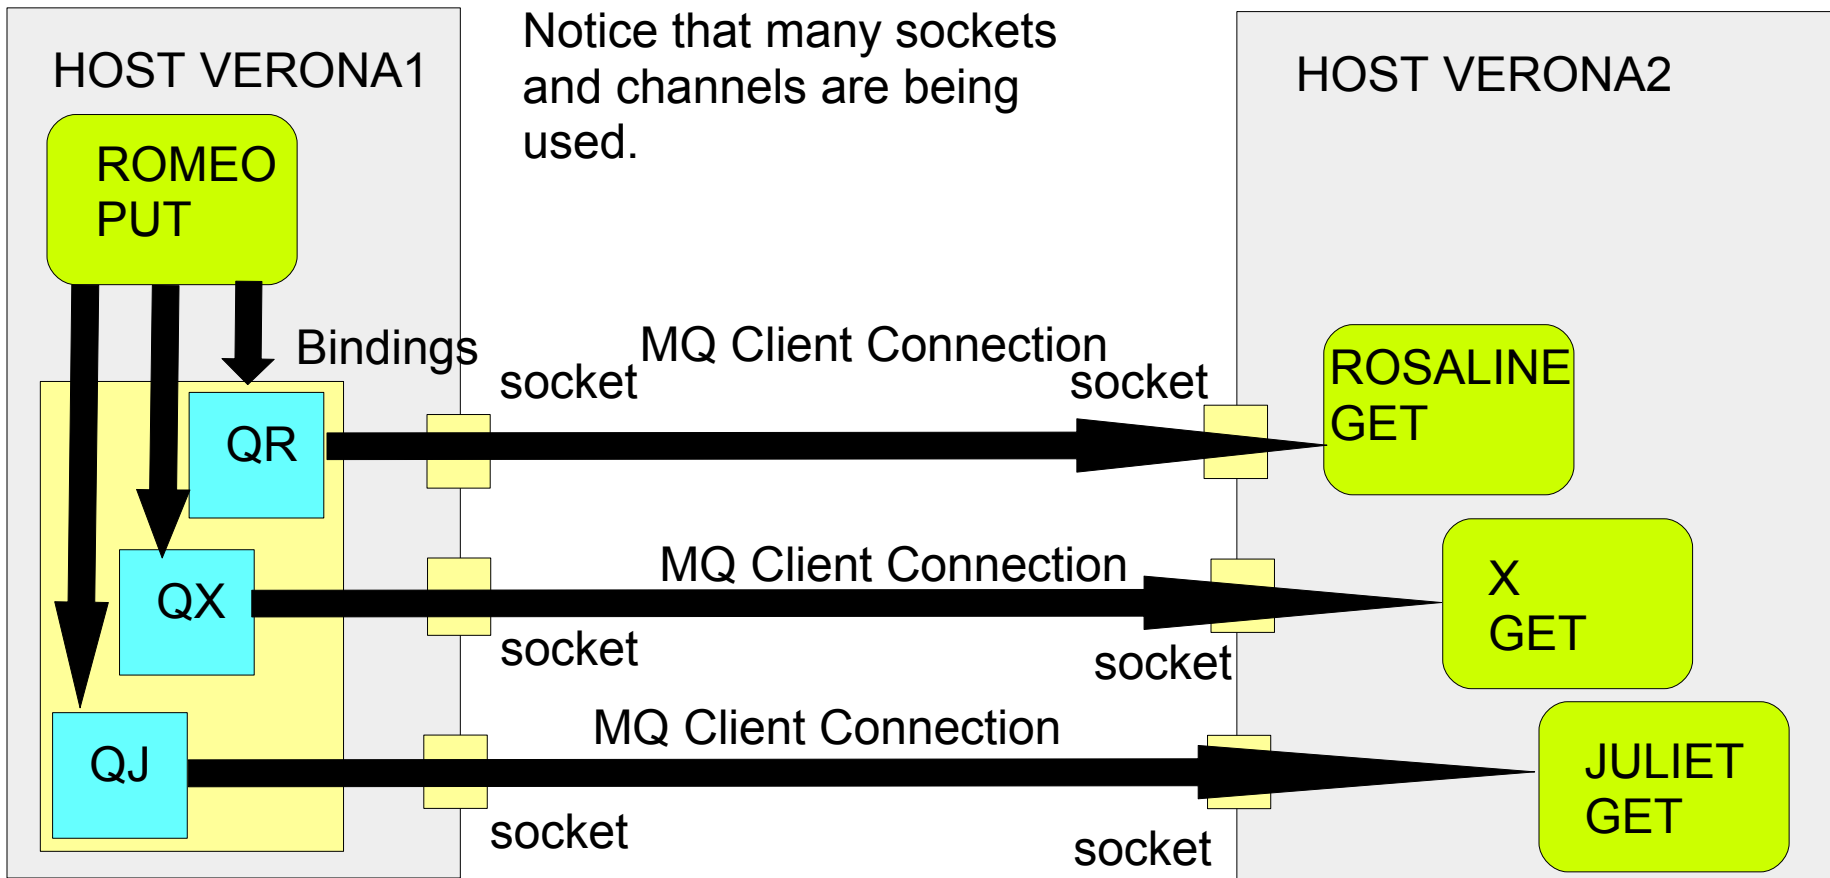 HOST VERONA1
Notice that many sockets
and channels are being
used.
HOST VERONA2
ROMEO
PUT
Bindings
MQ Client Connection
socket
socket
ROSALINE
GET
QR
MQ Client Connection
QX
socket
socket
X
GET
MQ Client Connection
QJ
socket
socket
JULIET
GET